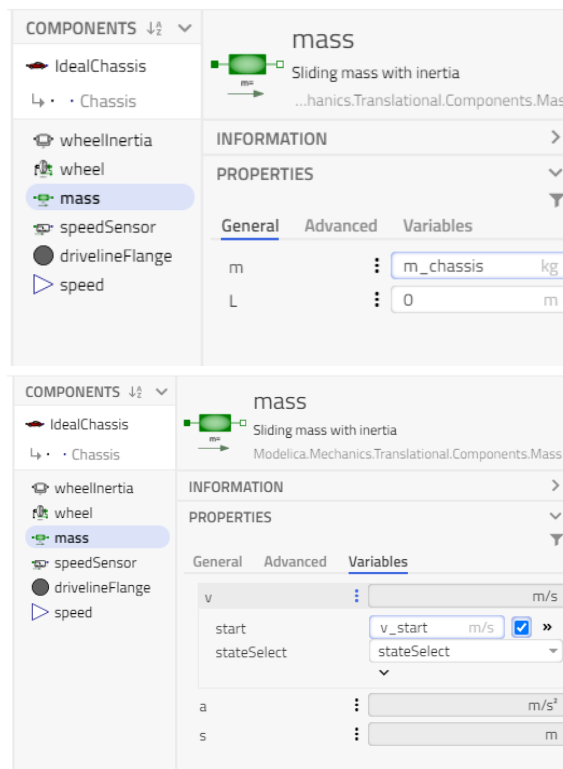 COMPONENTS
mass
IdealChassis
Sliding mass with inertia
m=
Chassis
...hanics.Translational.Components.Mas
wheelInertia
INFORMATION
wheel
PROPERTIES
mass
speedSensor
General Advanced Variables
drivelineFlange
m m_chassis kg
speed
L 0 m
COMPONENTS
mass
IdealChassis
Sliding mass with inertia
m=
Chassis
Modelica.Mechanics.Translational.Components.Mass
wheelInertia
INFORMATION
wheel
PROPERTIES
mass
speedSensor
General Advanced Variables
drivelineFlange
v m/s
speed
start v_start m/s
stateSelect stateSelect
a m/s²
s m